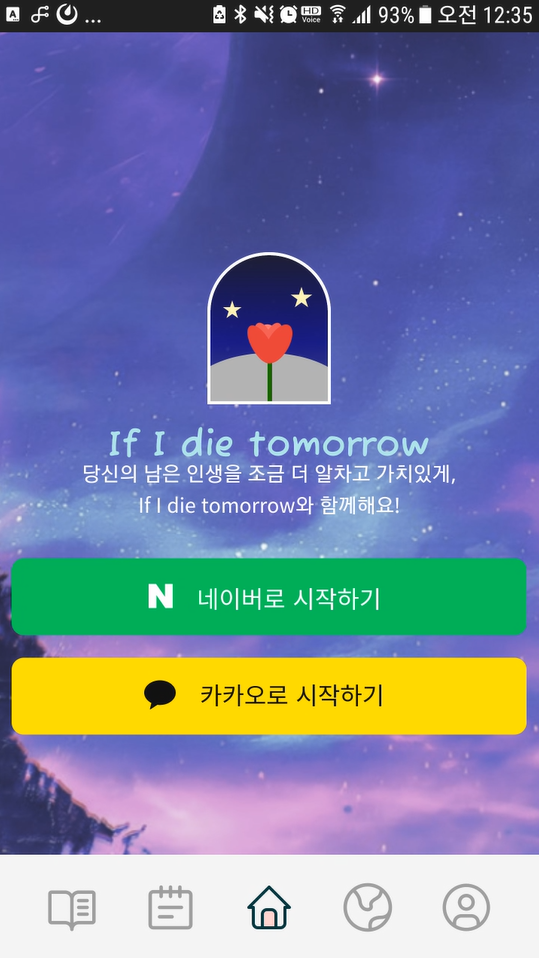 A ... HD Voice 93% 오전 12:35
If I die tomorrow
당신의 남은 인생을 조금 더 알차고 가치있게,
If I die tomorrow와 함께해요!
N 네이버로 시작하기
카카오로 시작하기